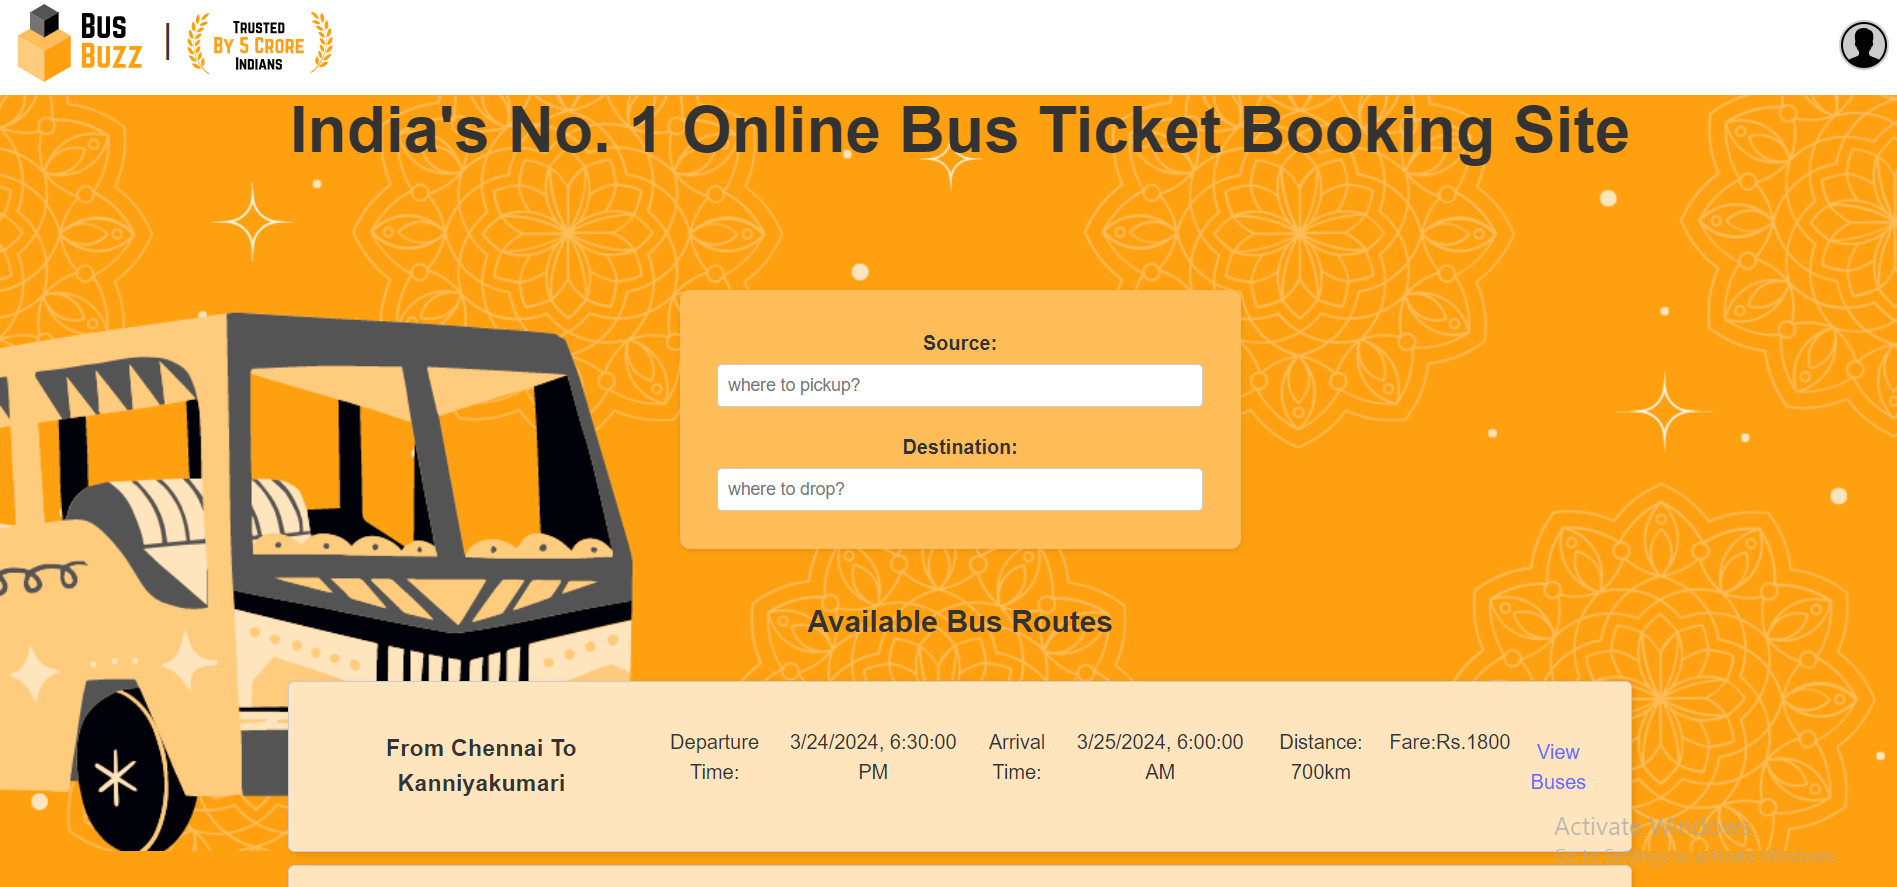 BUS
BUZZ
|
TRUSTED
BY 5 CRORE
INDIANS
India's No. 1 Online Bus Ticket Booking Site
Source:
where to pickup?
Destination:
where to drop?
Available Bus Routes
From Chennai To
Kanniyakumari
Departure
Time:
3/24/2024, 6:30:00
PM
Arrival
Time:
3/25/2024, 6:00:00
AM
Distance:
700km
Fare:Rs.1800
View
Buses
Activate Windows
Go to Settings to activate Windows.